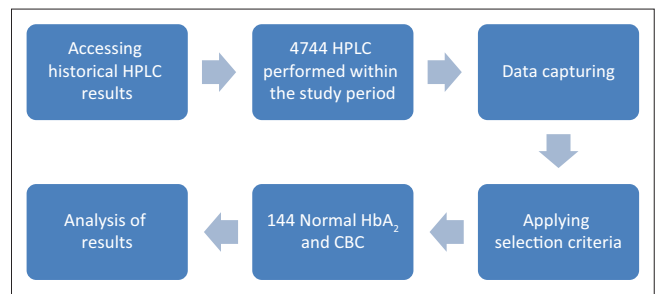 Accessing
historical HPLC
results
4744 HPLC
performed within
the study period
Data capturing
Applying
selection criteria
144 Normal HbA₂
and CBC
Analysis of
results